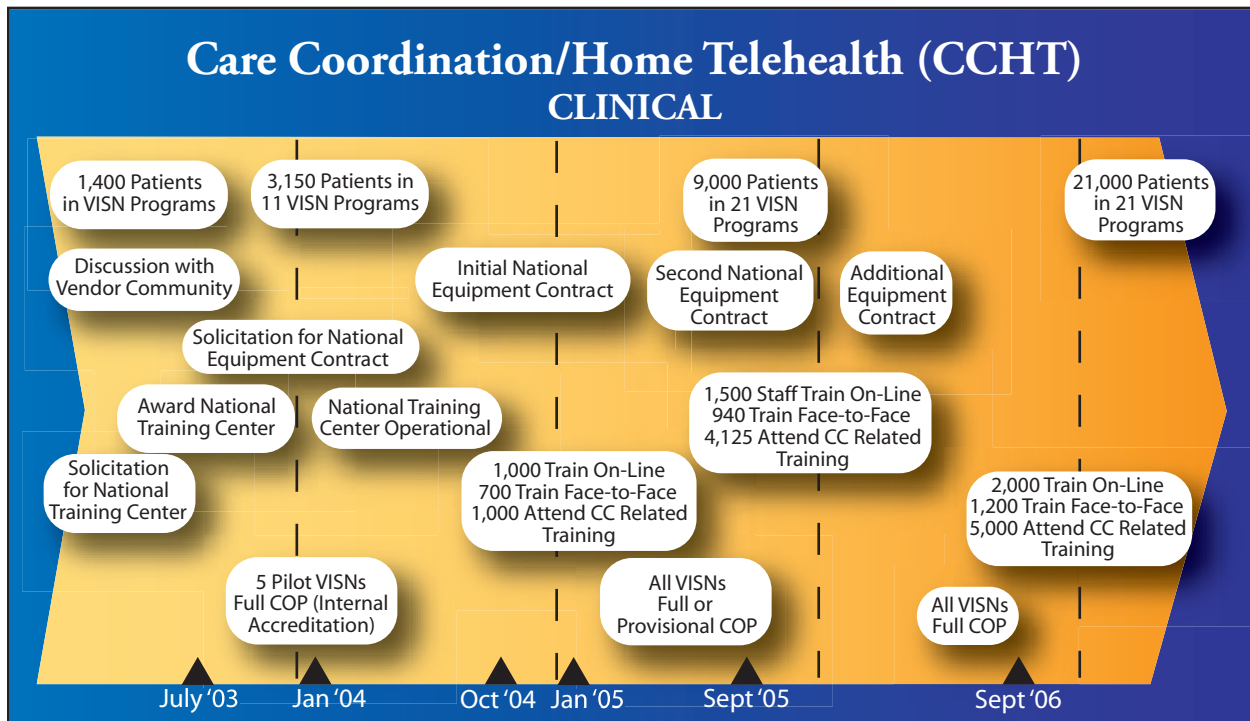 Care Coordination/Home Telehealth (CCHT)
CLINICAL
1,400 Patients
in VISN Programs
3,150 Patients in
11 VISN Programs
9,000 Patients
in 21 VISN
Programs
21,000 Patients
in 21 VISN
Programs
Discussion with
Vendor Community
Initial National
Equipment Contract
Second National
Equipment
Contract
Additional
Equipment
Contract
Solicitation for National
Equipment Contract
Award National
Training Center
National Training
Center Operational
1,500 Staff Train On-Line
940 Train Face-to-Face
4,125 Attend CC Related
Training
Solicitation
for National
Training Center
1,000 Train On-Line
700 Train Face-to-Face
1,000 Attend CC Related
Training
2,000 Train On-Line
1,200 Train Face-to-Face
5,000 Attend CC Related
Training
5 Pilot VISNs
Full COP (Internal
Accreditation)
All VISNs
Full or
Provisional COP
All VISNs
Full COP
July ‘03
Jan ‘04
Oct ‘04
Jan ‘05
Sept ‘05
Sept ‘06